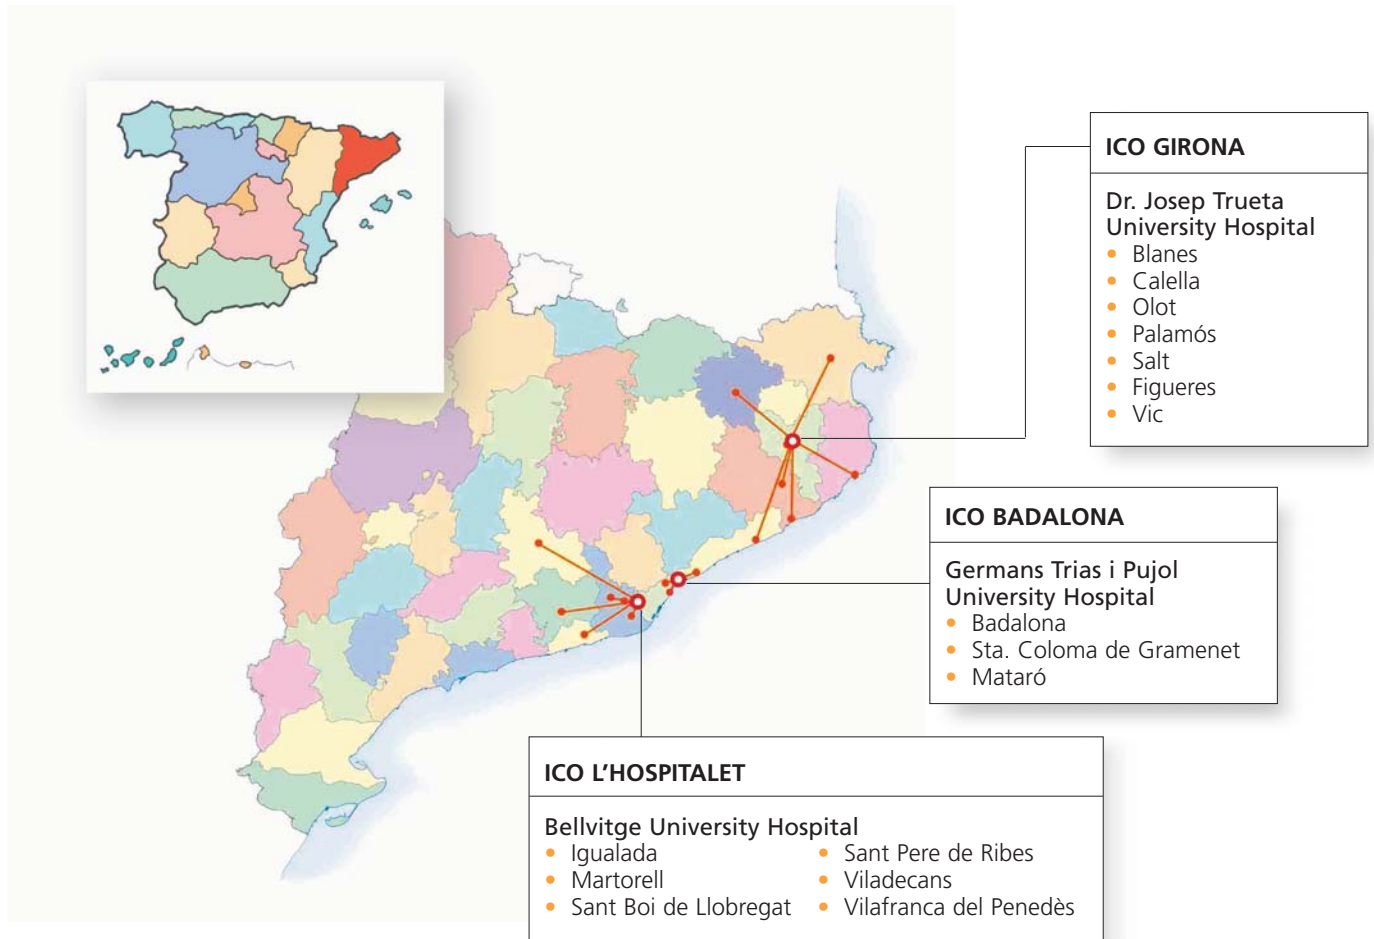 ICO GIRONA
Dr. Josep Trueta
University Hospital
• Blanes
• Calella
• Olot
• Palamós
• Salt
• Figueres
• Vic
ICO BADALONA
Germans Trias i Pujol
University Hospital
• Badalona
• Sta. Coloma de Gramenet
• Mataró
ICO L’HOSPITALET
Bellvitge University Hospital
• Igualada
• Martorell
• Sant Boi de Llobregat
• Sant Pere de Ribes
• Viladecans
• Vilafranca del Penedès